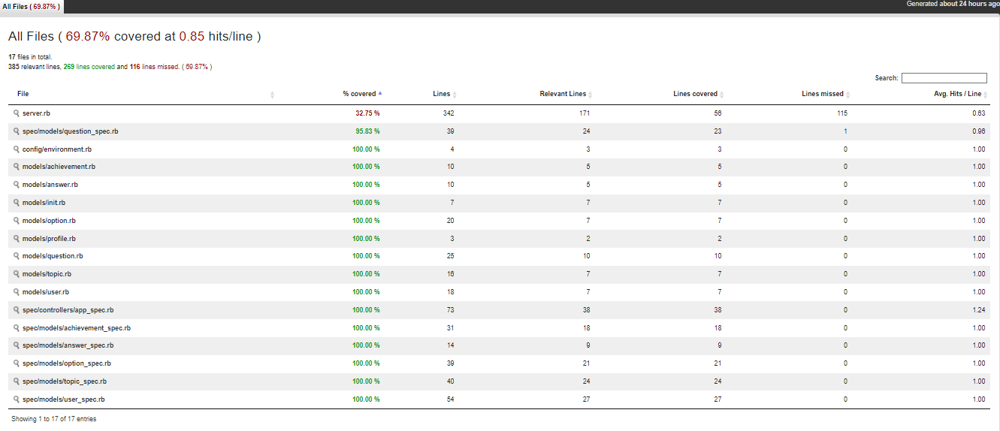 All Files ( 69.87% )
Generated about 24 hours ago
All Files ( 69.87% covered at 0.85 hits/line )
17 files in total.
385 relevant lines, 269 lines covered and 116 lines missed. ( 69.87% )
Search:
File % covered Lines Relevant Lines Lines covered Lines missed Avg. Hits / Line
server.rb 32.75 % 342 171 56 115 0.63
spec/models/question_spec.rb 95.83 % 39 24 23 1 0.96
config/environment.rb 100.00 % 4 3 3 0 1.00
models/achievement.rb 100.00 % 10 5 5 0 1.00
models/answer.rb 100.00 % 10 5 5 0 1.00
models/init.rb 100.00 % 7 7 7 0 1.00
models/option.rb 100.00 % 20 7 7 0 1.00
models/profile.rb 100.00 % 3 2 2 0 1.00
models/question.rb 100.00 % 25 10 10 0 1.00
models/topic.rb 100.00 % 16 7 7 0 1.00
models/user.rb 100.00 % 18 7 7 0 1.00
spec/controllers/app_spec.rb 100.00 % 73 38 38 0 1.24
spec/models/achievement_spec.rb 100.00 % 31 18 18 0 1.00
spec/models/answer_spec.rb 100.00 % 14 9 9 0 1.00
spec/models/option_spec.rb 100.00 % 39 21 21 0 1.00
spec/models/topic_spec.rb 100.00 % 40 24 24 0 1.00
spec/models/user_spec.rb 100.00 % 54 27 27 0 1.00
Showing 1 to 17 of 17 entries